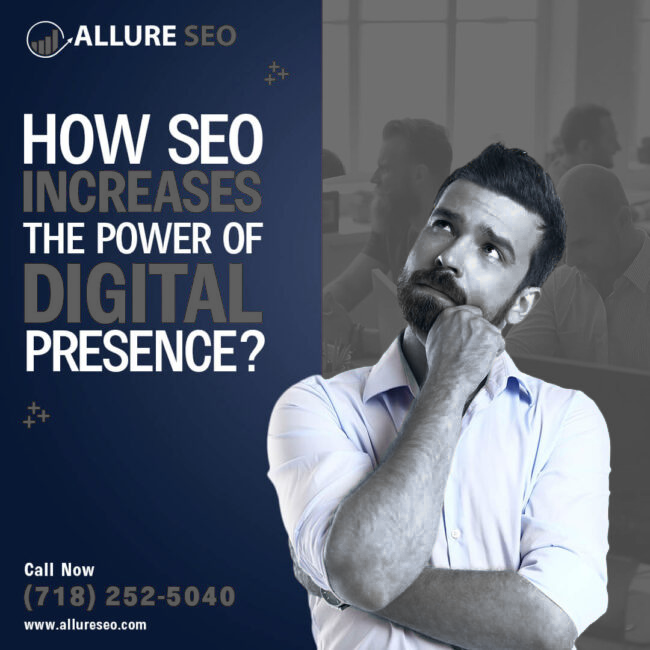 ALLURE SEO
HOW SEO
INCREASES
THE POWER OF
DIGITAL
PRESENCE?
Call Now
(718) 252-5040
www.allureseo.com